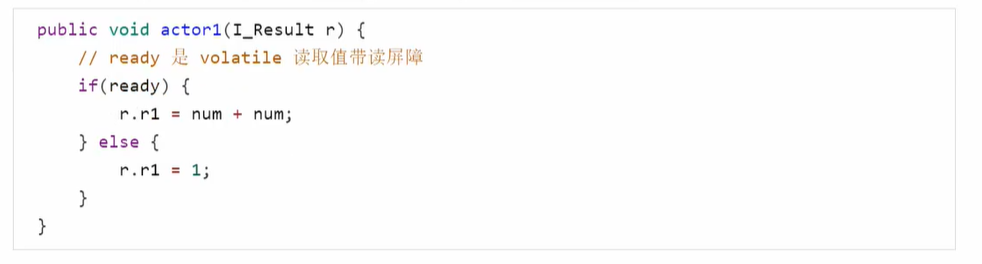 public void actor1(I_Result r) {
    // ready 是 volatile 读取值带读屏障
    if(ready) {
        r.r1 = num + num;
    } else {
        r.r1 = 1;
    }
}